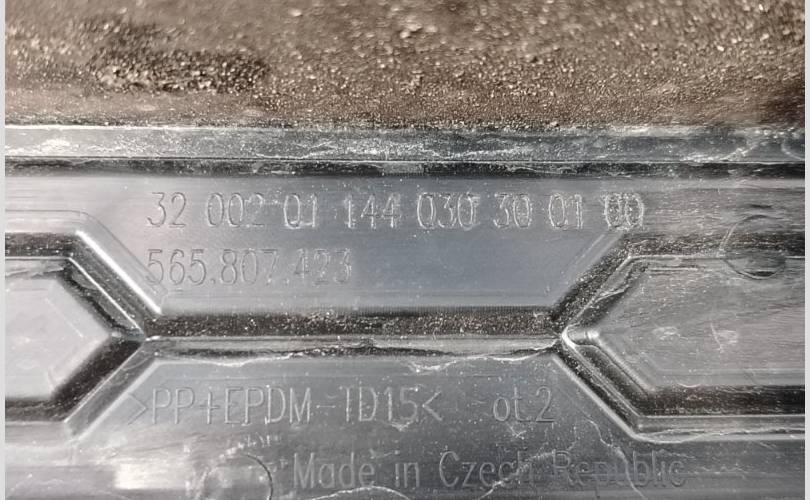 32 002 01 144 030 30 01 00
565.807.423
>PP+EPDM-TD15< ot.2
Made in Czech Republic